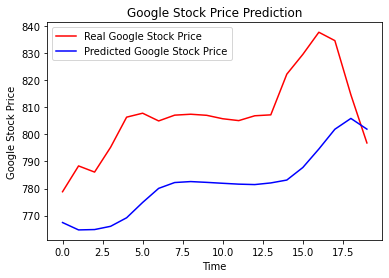 Google Stock Price Prediction
Real Google Stock Price
Predicted Google Stock Price
Google Stock Price
840
830
820
810
800
790
780
770
0.0 2.5 5.0 7.5 10.0 12.5 15.0 17.5
Time